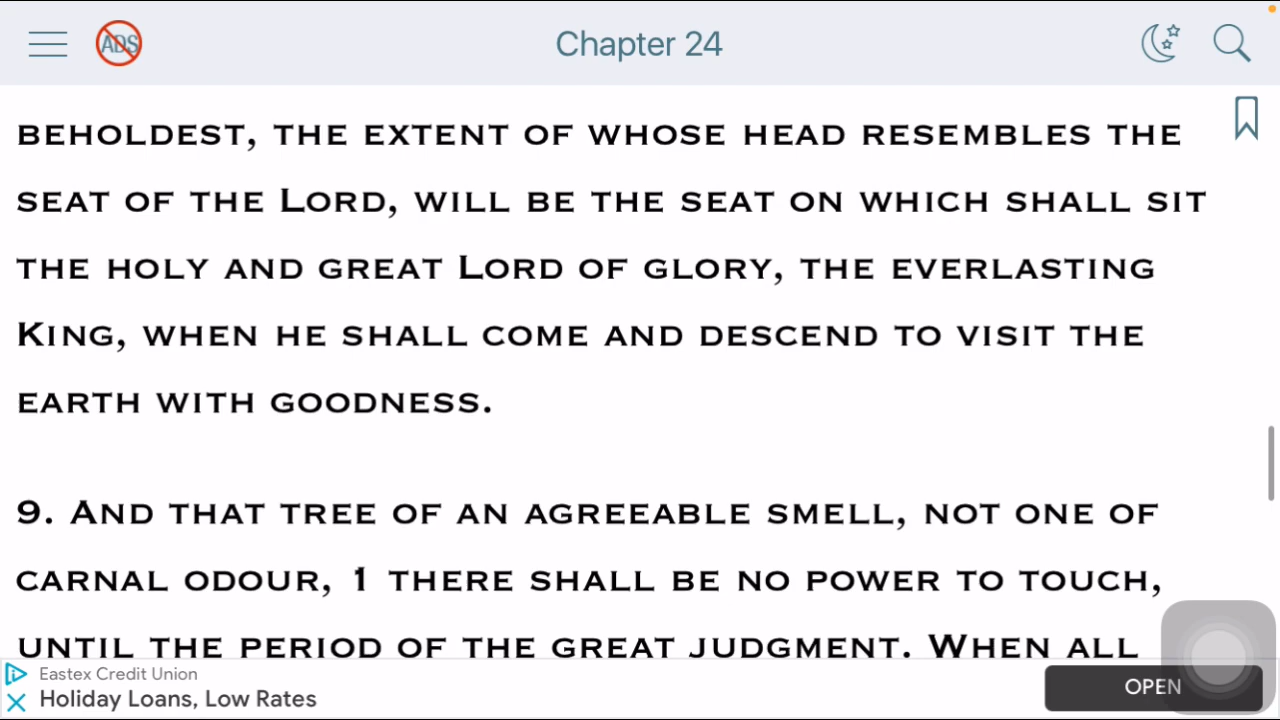 ADS
Chapter 24
BEHOLDEST, THE EXTENT OF WHOSE HEAD RESEMBLES THE
SEAT OF THE LORD, WILL BE THE SEAT ON WHICH SHALL SIT
THE HOLY AND GREAT LORD OF GLORY, THE EVERLASTING
KING, WHEN HE SHALL COME AND DESCEND TO VISIT THE
EARTH WITH GOODNESS.
9. AND THAT TREE OF AN AGREEABLE SMELL, NOT ONE OF
CARNAL ODOUR, 1 THERE SHALL BE NO POWER TO TOUCH,
UNTIL THE PERIOD OF THE GREAT JUDGMENT. WHEN ALL
Eastex Credit Union
Holiday Loans, Low Rates
OPEN